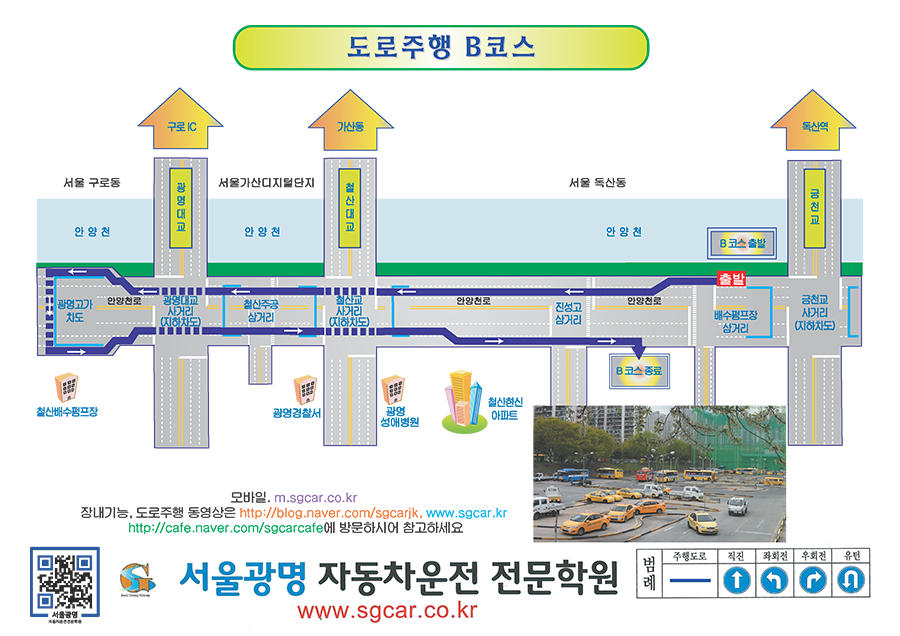 도로주행 B코스
구로 IC
가산동
독산역
서울 구로동
광명대교
서울가산디지털단지
철산대교
서울 독산동
금천교
안 양 천
안 양 천
안 양 천
B 코스 출발
출발
광명고가
차도
안양천로
광명대교
사거리
(지하차도)
철산주공
삼거리
철산교
사거리
(지하차도)
안양천로
진성고
삼거리
안양천로
배수펌프장
삼거리
금천교
사거리
(지하차도)
B 코스 종료
철산배수펌프장
광명경찰서
광명
성애병원
철산현신
아파트
모바일. m.sgcar.co.kr
장내기능, 도로주행 동영상은 http://blog.naver.com/sgcarjk, www.sgcar.kr
http://cafe.naver.com/sgcarcafe에 방문하시어 참고하세요
서울광명
자동차운전전문학원
서울광명 자동차운전 전문학원
www.sgcar.co.kr
범례
주행도로
직진
좌회전
우회전
유턴